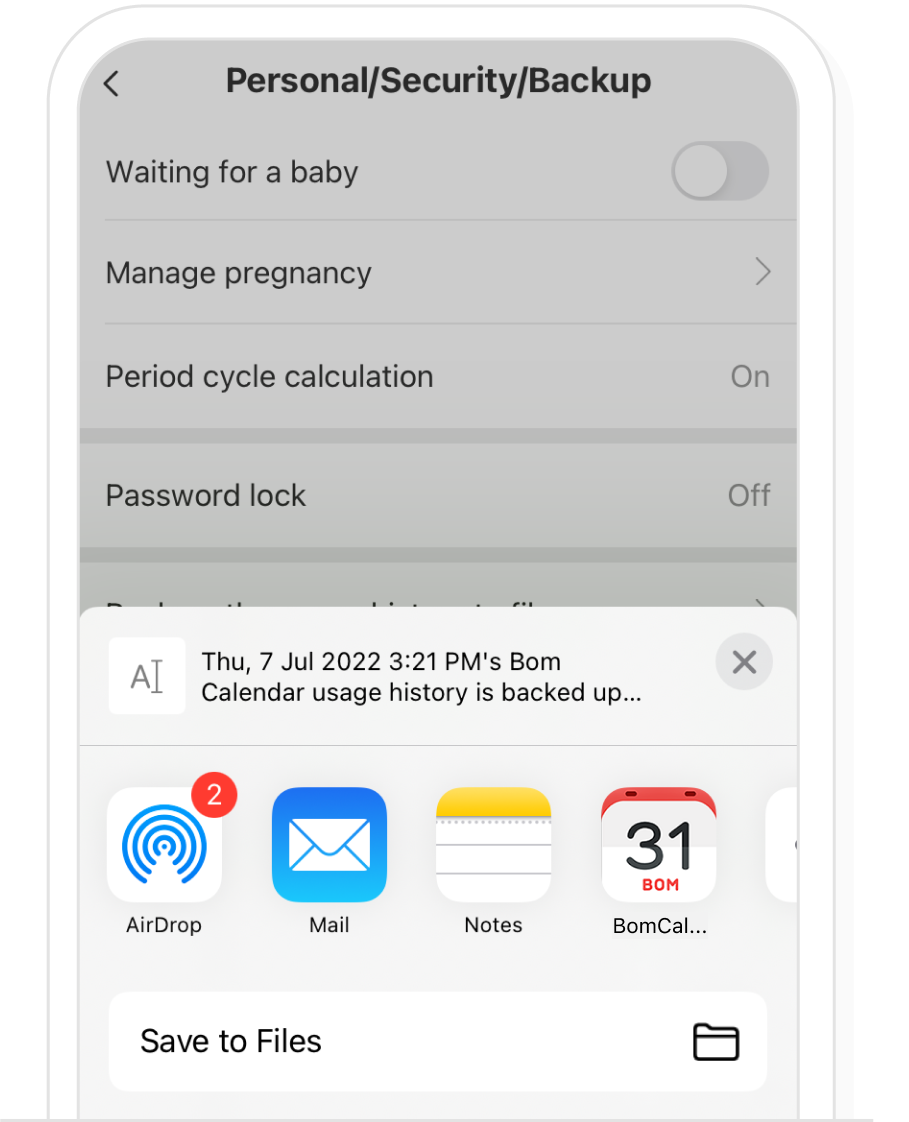 Personal/Security/Backup
Waiting for a baby
Manage pregnancy
Period cycle calculation On
Password lock Off
AI
Thu, 7 Jul 2022 3:21 PM's Bom
Calendar usage history is backed up...
2
31
BOM
AirDrop Mail Notes BomCal...
Save to Files